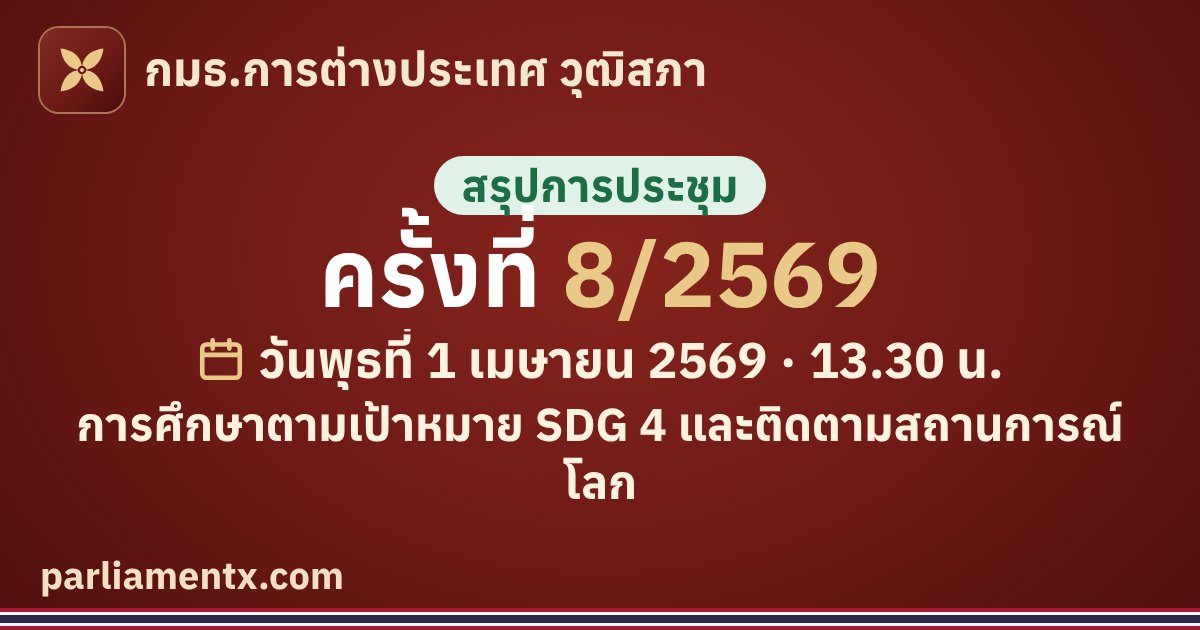 กมธ.การต่างประเทศ วุฒิสภา
สรุปการประชุม
ครั้งที่ 8/2569
วันพุธที่ 1 เมษายน 2569 · 13.30 น.
การศึกษาตามเป้าหมาย SDG 4 และติดตามสถานการณ์
โลก
parliamentx.com